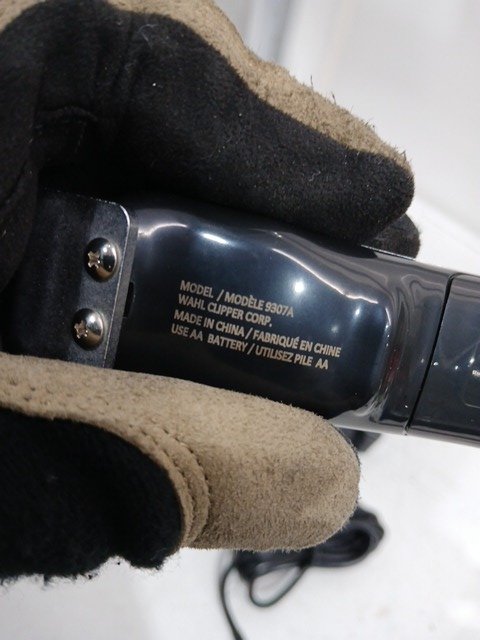 MODEL / MODÈLE 9307A
WAHL CLIPPER CORP.
MADE IN CHINA / FABRIQUÉ EN CHINE
USE AA BATTERY / UTILISEZ PILE AA